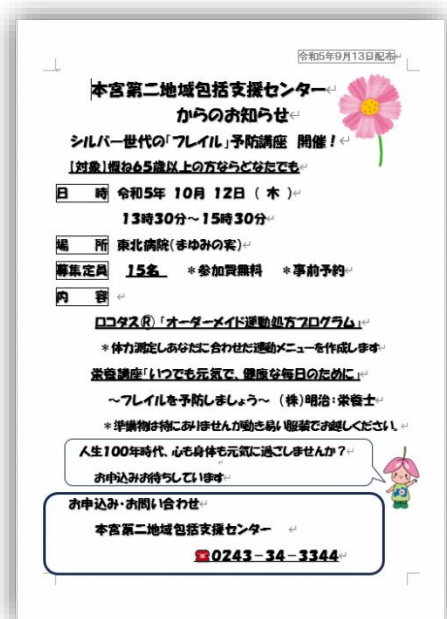 令和5年9月13日配布
本宮第二地域包括支援センター
からのお知らせ
シルバー世代の「フレイル」予防講座 開催！
【対象】概ね65歳以上の方ならどなたでも
日 時 令和5年 10月 12日（ 木 ）
13時30分～15時30分
場 所 東北病院（まゆみの実）
募集定員 15名 ＊参加費無料 ＊事前予約
内 容
ロコタス®「オーダーメイド運動処方プログラム」
＊体力測定しあなたに合わせた運動メニューを作成します
栄養講座「いつでも元気で、健康な毎日のために」
～フレイルを予防しましょう～ （株）明治：栄養士
＊準備物は特にありませんが動き易い服装でお越しください。
人生100年時代、心も身体も元気に過ごしませんか？
お申込みお待ちしています
お申込み・お問い合わせ
本宮第二地域包括支援センター
☎0243－34－3344